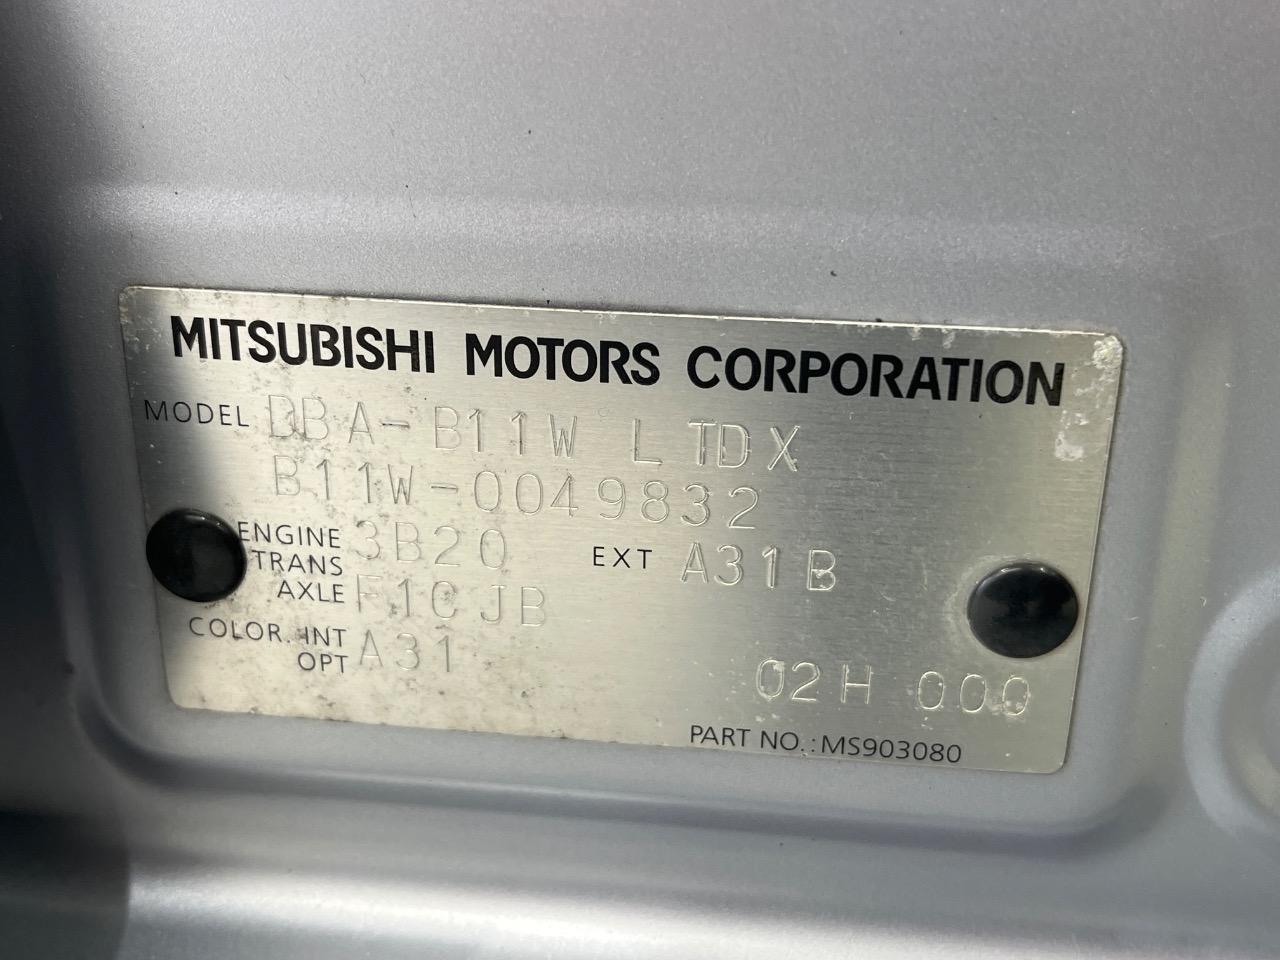 MITSUBISHI MOTORS CORPORATION
MODEL DBA-B11W LTDX
B11W-0049832
ENGINE 3B20 EXT A31B
TRANS
AXLE F1CJB
COLOR. INT
OPT A31
02H 000
PART NO.:MS903080